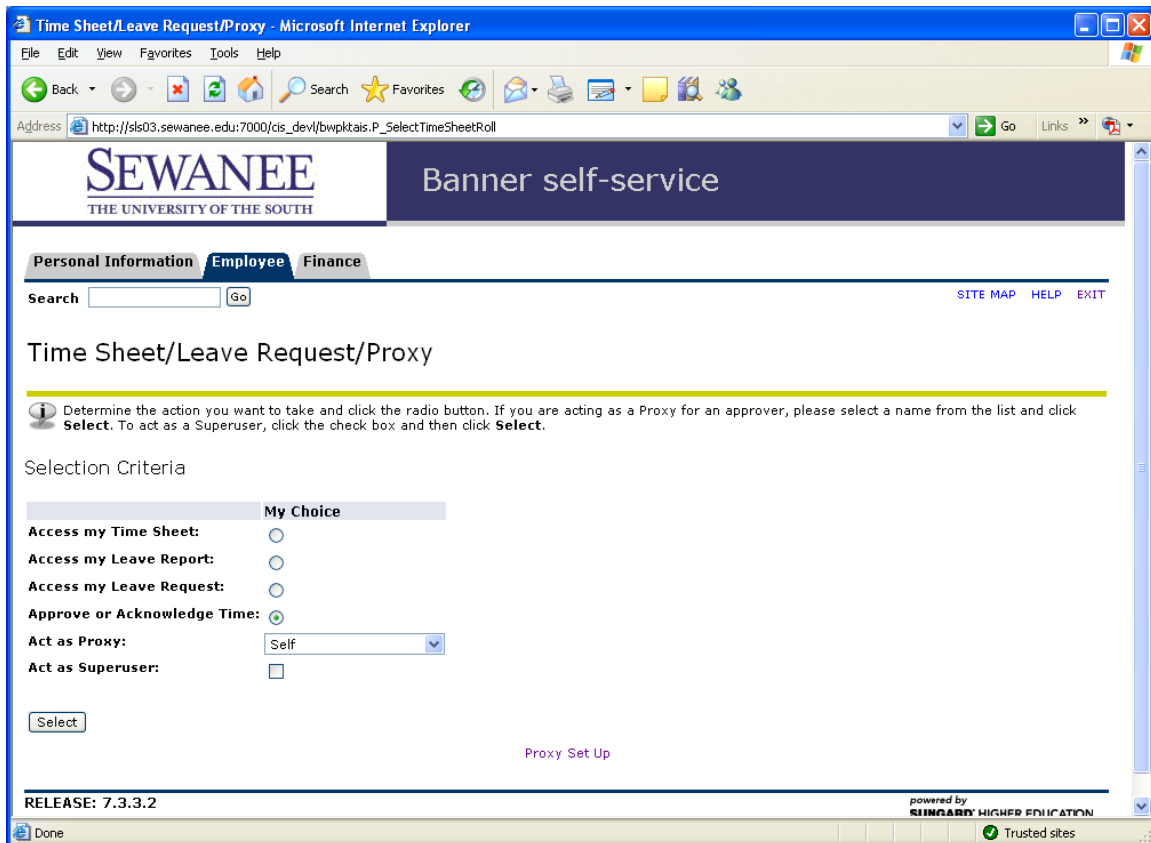 Time Sheet/Leave Request/Proxy - Microsoft Internet Explorer
File Edit View Favorites Tools Help
Back Search Favorites
Address http://sls03.sewanee.edu:7000/cis_devl/bwpktais.P_SelectTimeSheetRoll Go Links »
SEWANEE
THE UNIVERSITY OF THE SOUTH
Banner self-service
Personal Information Employee Finance
Search Go SITE MAP HELP EXIT
Time Sheet/Leave Request/Proxy
Determine the action you want to take and click the radio button. If you are acting as a Proxy for an approver, please select a name from the list and click
Select. To act as a Superuser, click the check box and then click Select.
Selection Criteria
My Choice
Access my Time Sheet:
Access my Leave Report:
Access my Leave Request:
Approve or Acknowledge Time:
Act as Proxy: Self
Act as Superuser:
Select
Proxy Set Up
RELEASE: 7.3.3.2
powered by
SUNGARD' HIGHER EDUCATION
Done Trusted sites